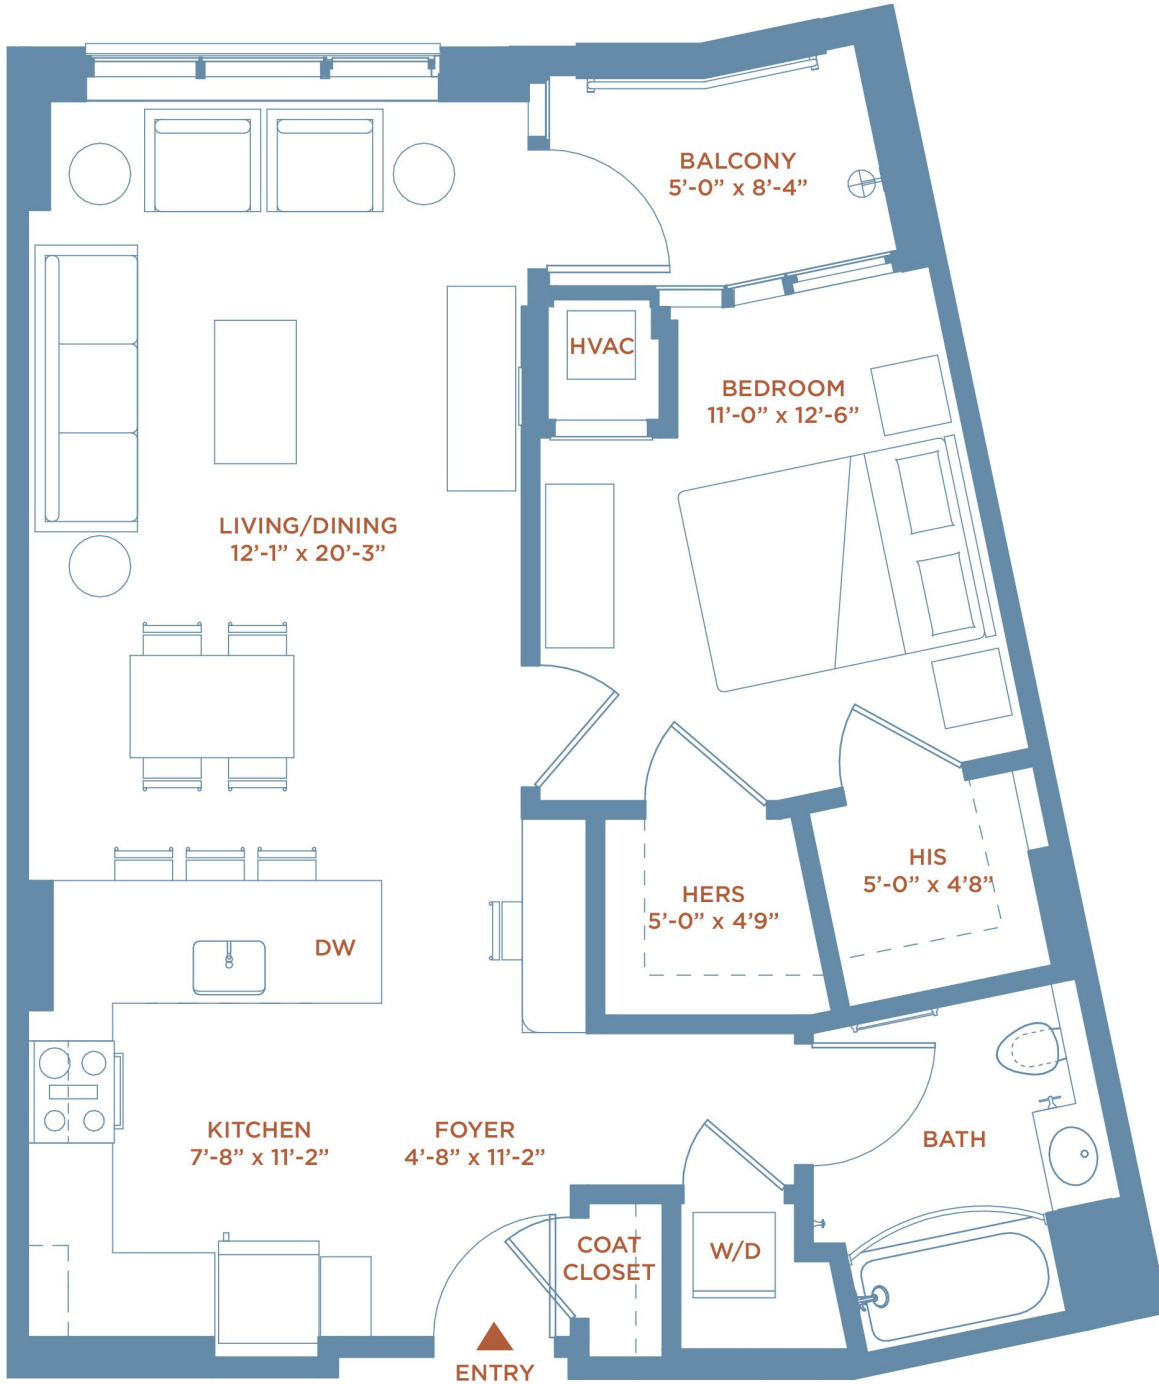 BALCONY
5’-0” x 8’-4”
HVAC
BEDROOM
11’-0” x 12’-6”
LIVING/DINING
12’-1” x 20’-3”
HIS
5’-0” x 4’8”
HERS
5’-0” x 4’9”
DW
KITCHEN
7’-8” x 11’-2”
FOYER
4’-8” x 11’-2”
BATH
COAT
CLOSET
W/D
ENTRY